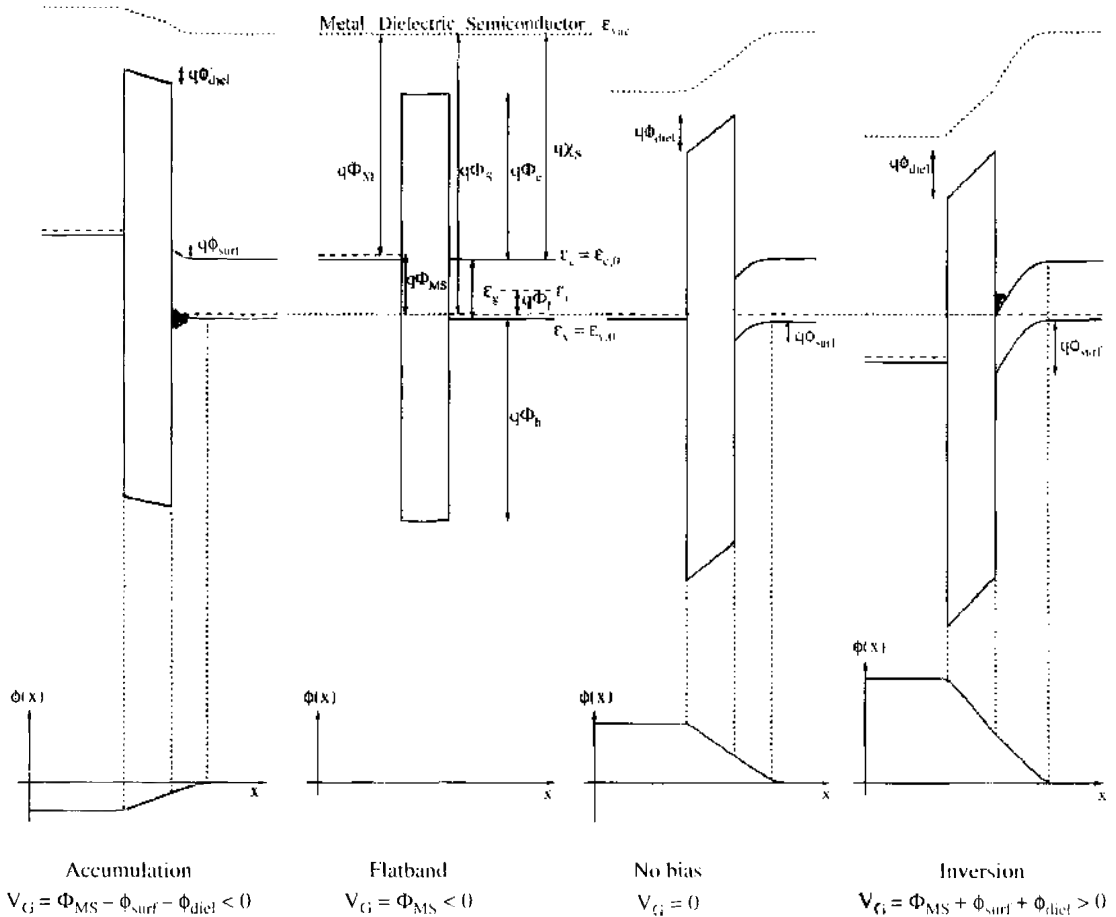 Metal Dielectric Semiconductor ε_vac
qϕ_diel
qϕ_surf
qΦ_M
qΦ_S
qΦ_e
qχ_S
qΦ_MS
ε_c = ε_c,0
ε_g
qΦ_f
ε_i
ε_v = ε_v,0
qΦ_h
qϕ_diel
qϕ_surf
qϕ_diel
qϕ_surf
ϕ(x)
x
ϕ(x)
x
ϕ(x)
x
ϕ(x)
x
Accumulation
V_G = Φ_MS − ϕ_surf − ϕ_diel < 0
Flatband
V_G = Φ_MS < 0
No bias
V_G = 0
Inversion
V_G = Φ_MS + ϕ_surf + ϕ_diel > 0